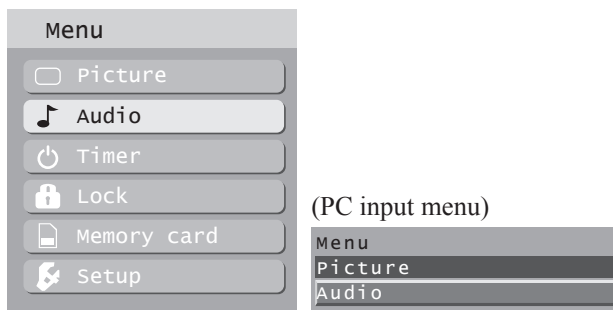 Menu
Picture
Audio
Timer
Lock
Memory card
Setup
(PC input menu)
Menu
Picture
Audio